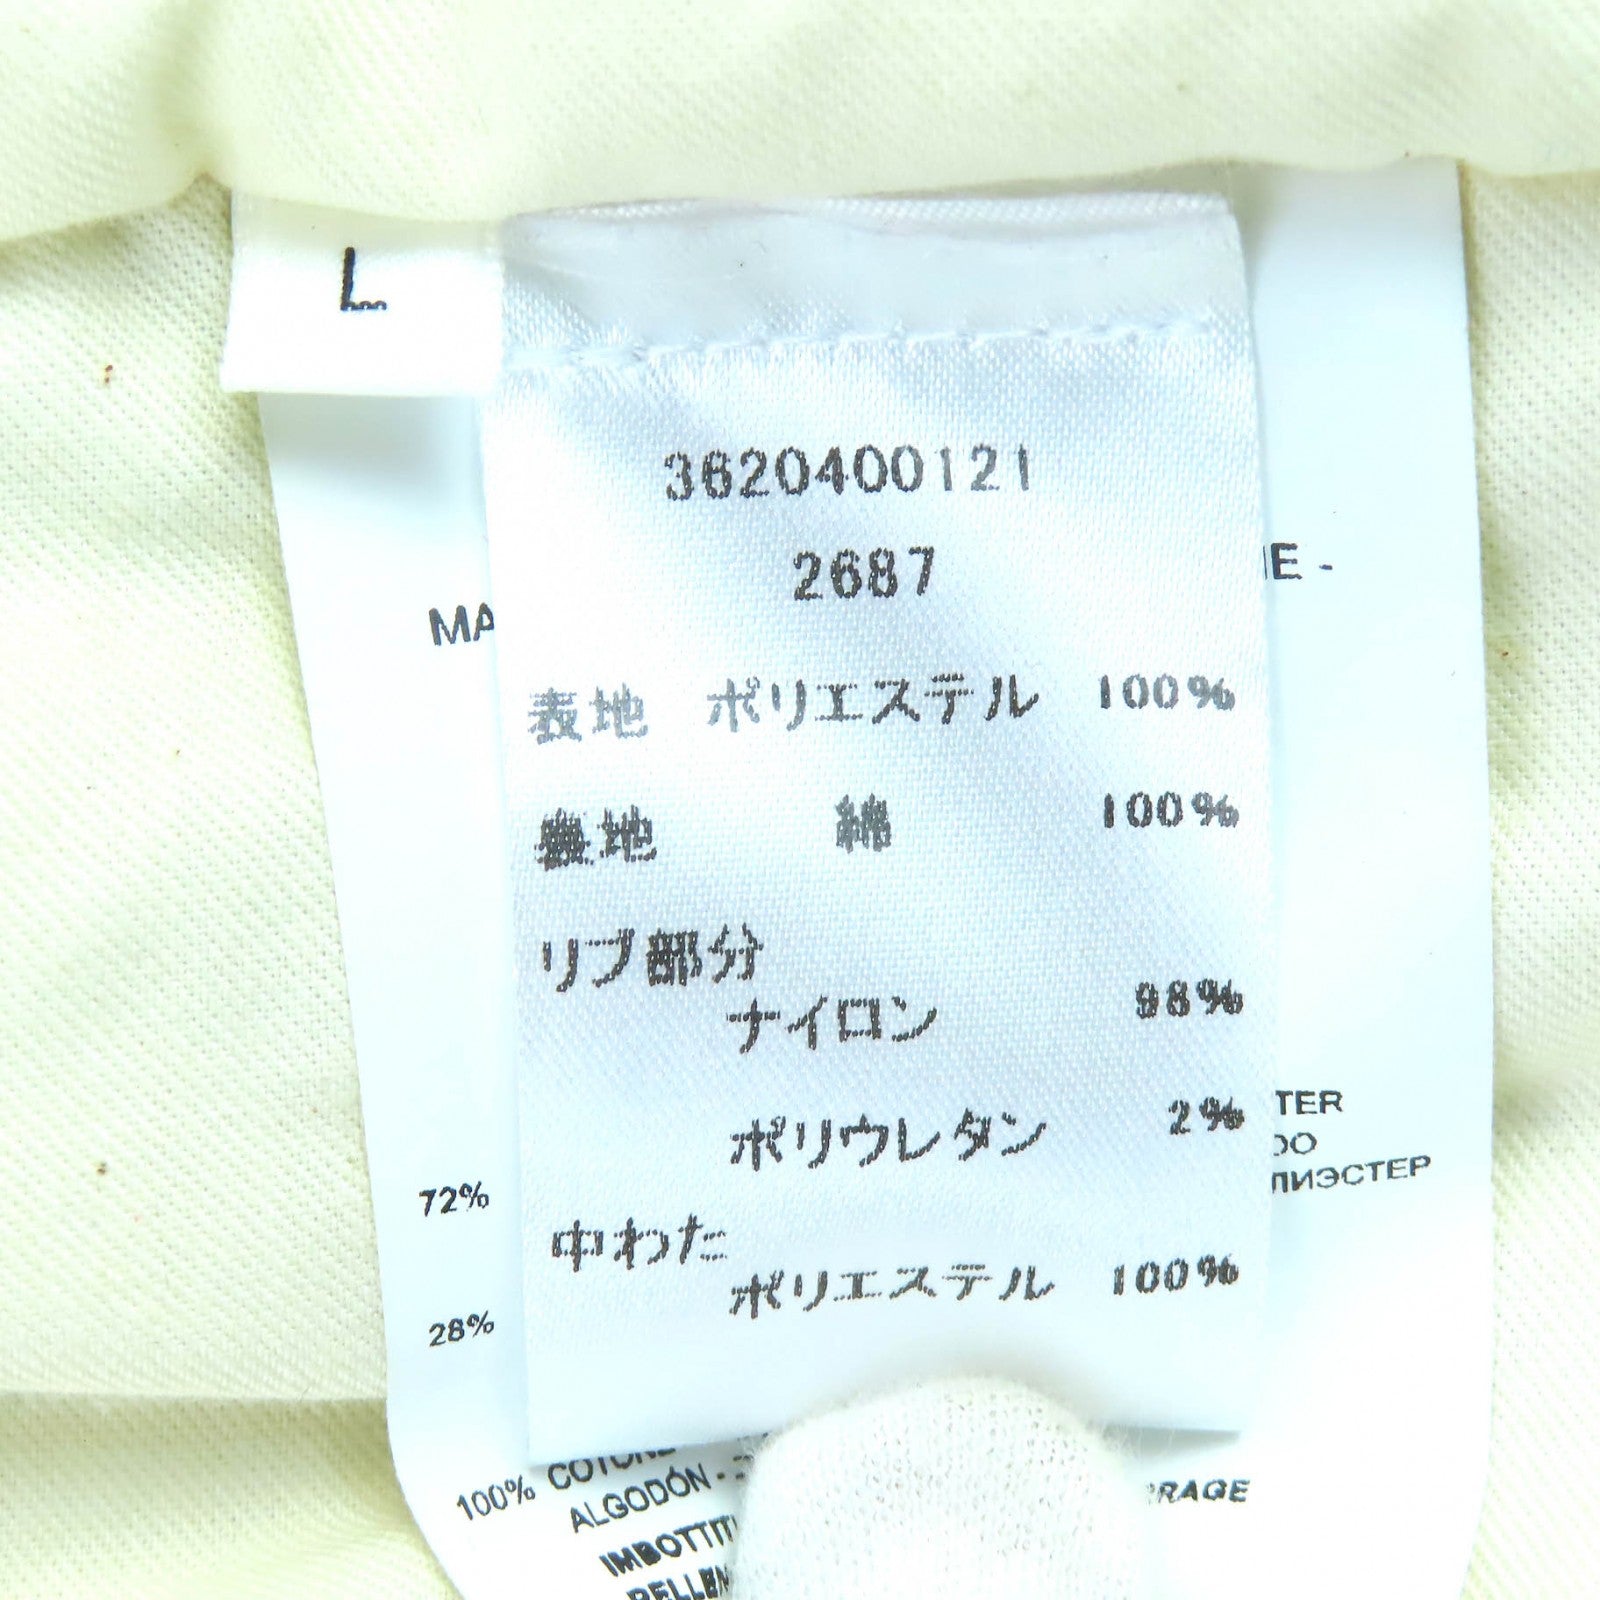 L
3620400121
2687
IE -
MA
表地 ポリエステル 100%
裏地 綿 100%
リブ部分
ナイロン 98%
ポリウレタン 2%
TER
DO
ЛИЭСТЕР
72%
中わた
ポリエステル 100%
28%
100% COTONE
ALGODÓN -
RAGE
IMBOTTIT
PELLEM